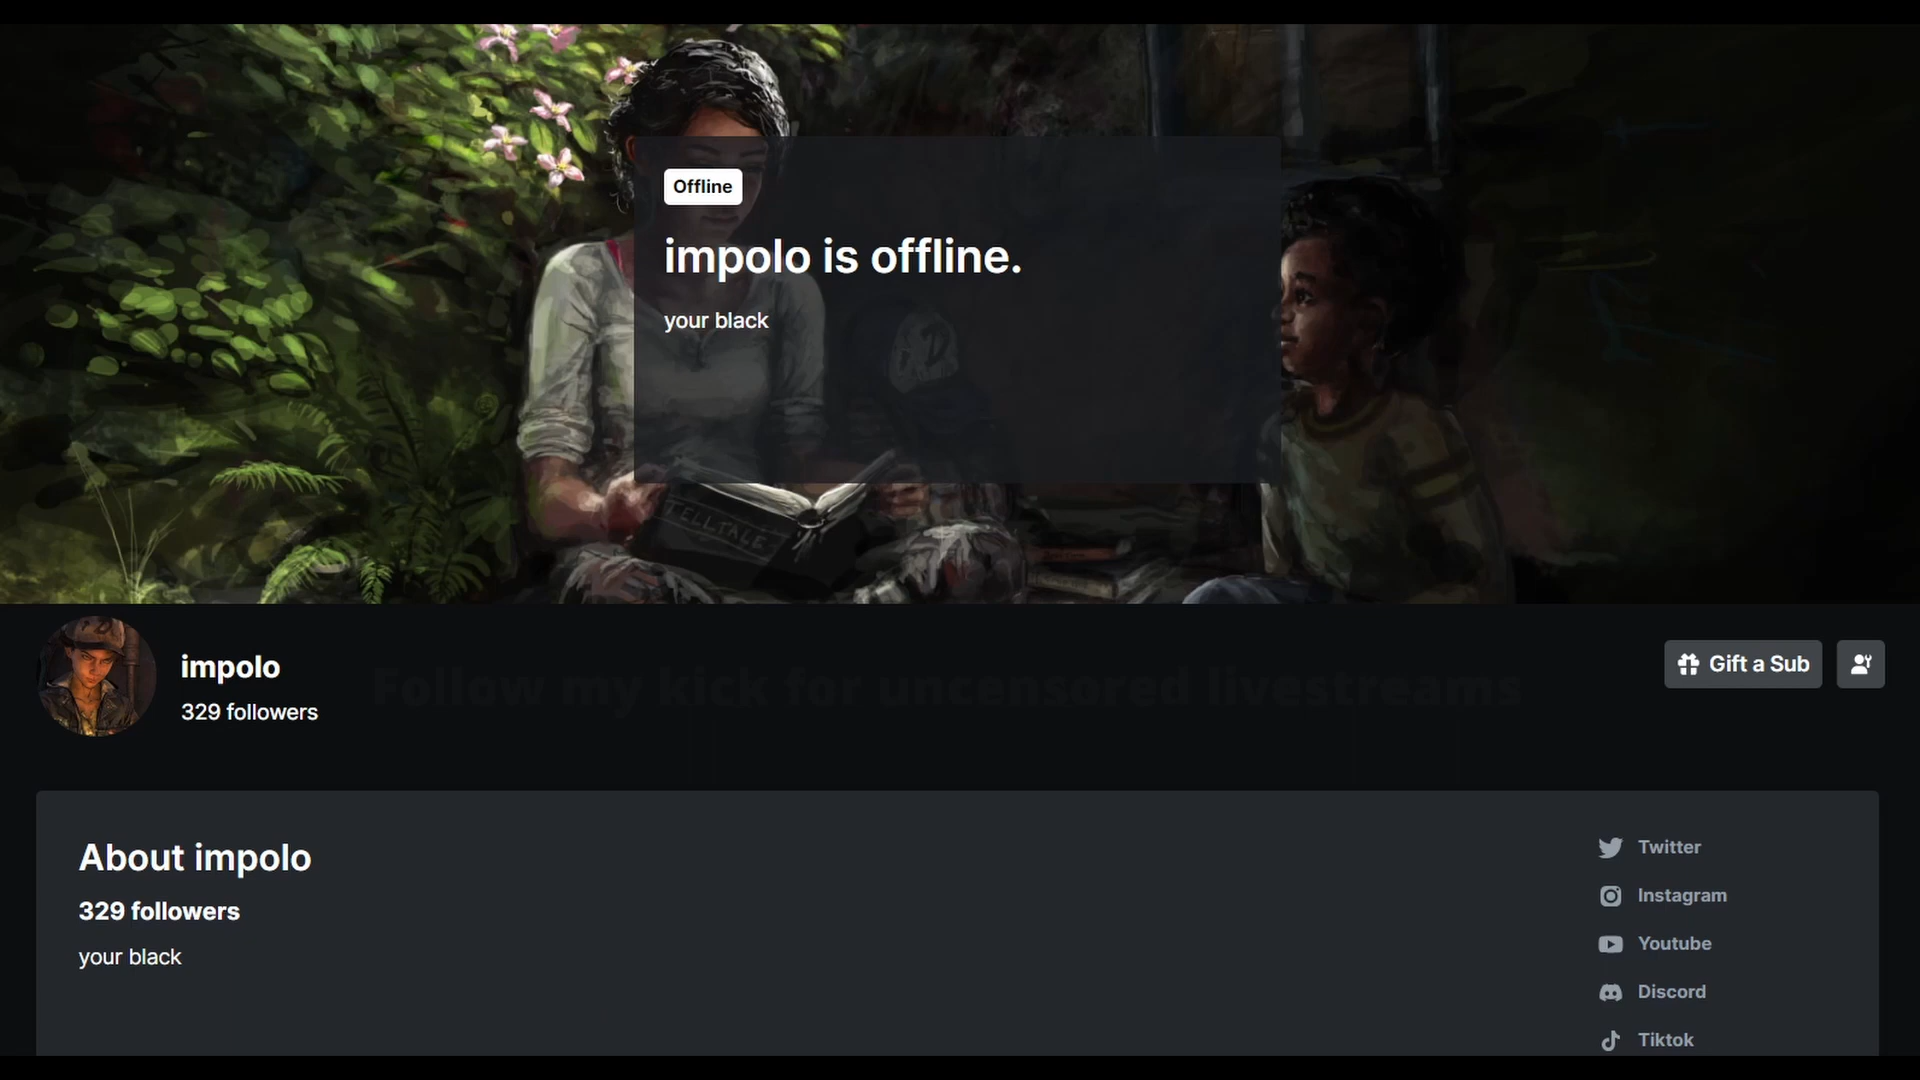 Offline
impolo is offline.
your black
D
TELLTALE
impolo
329 followers
Follow my kick for uncensored livestreams
Gift a Sub
About impolo
329 followers
your black
Twitter
Instagram
Youtube
Discord
Tiktok